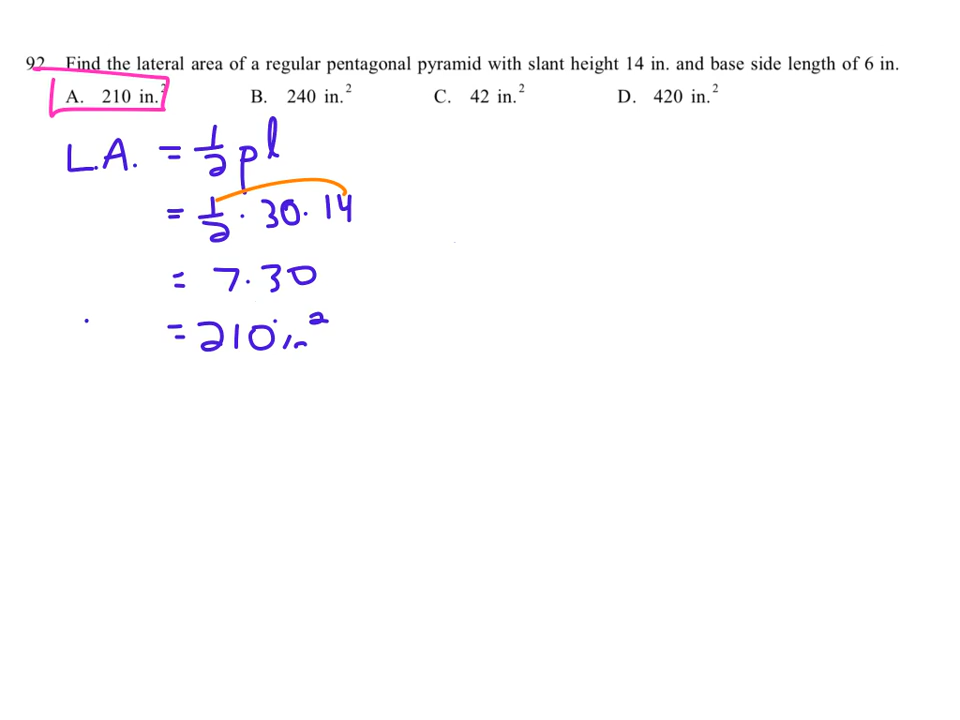 92. Find the lateral area of a regular pentagonal pyramid with slant height 14 in. and base side length of 6 in.
A. 210 in.² B. 240 in.² C. 42 in.² D. 420 in.²
L.A. = 1/2 pl
= 1/2 · 30 · 14
= 7 · 30
= 210 in²